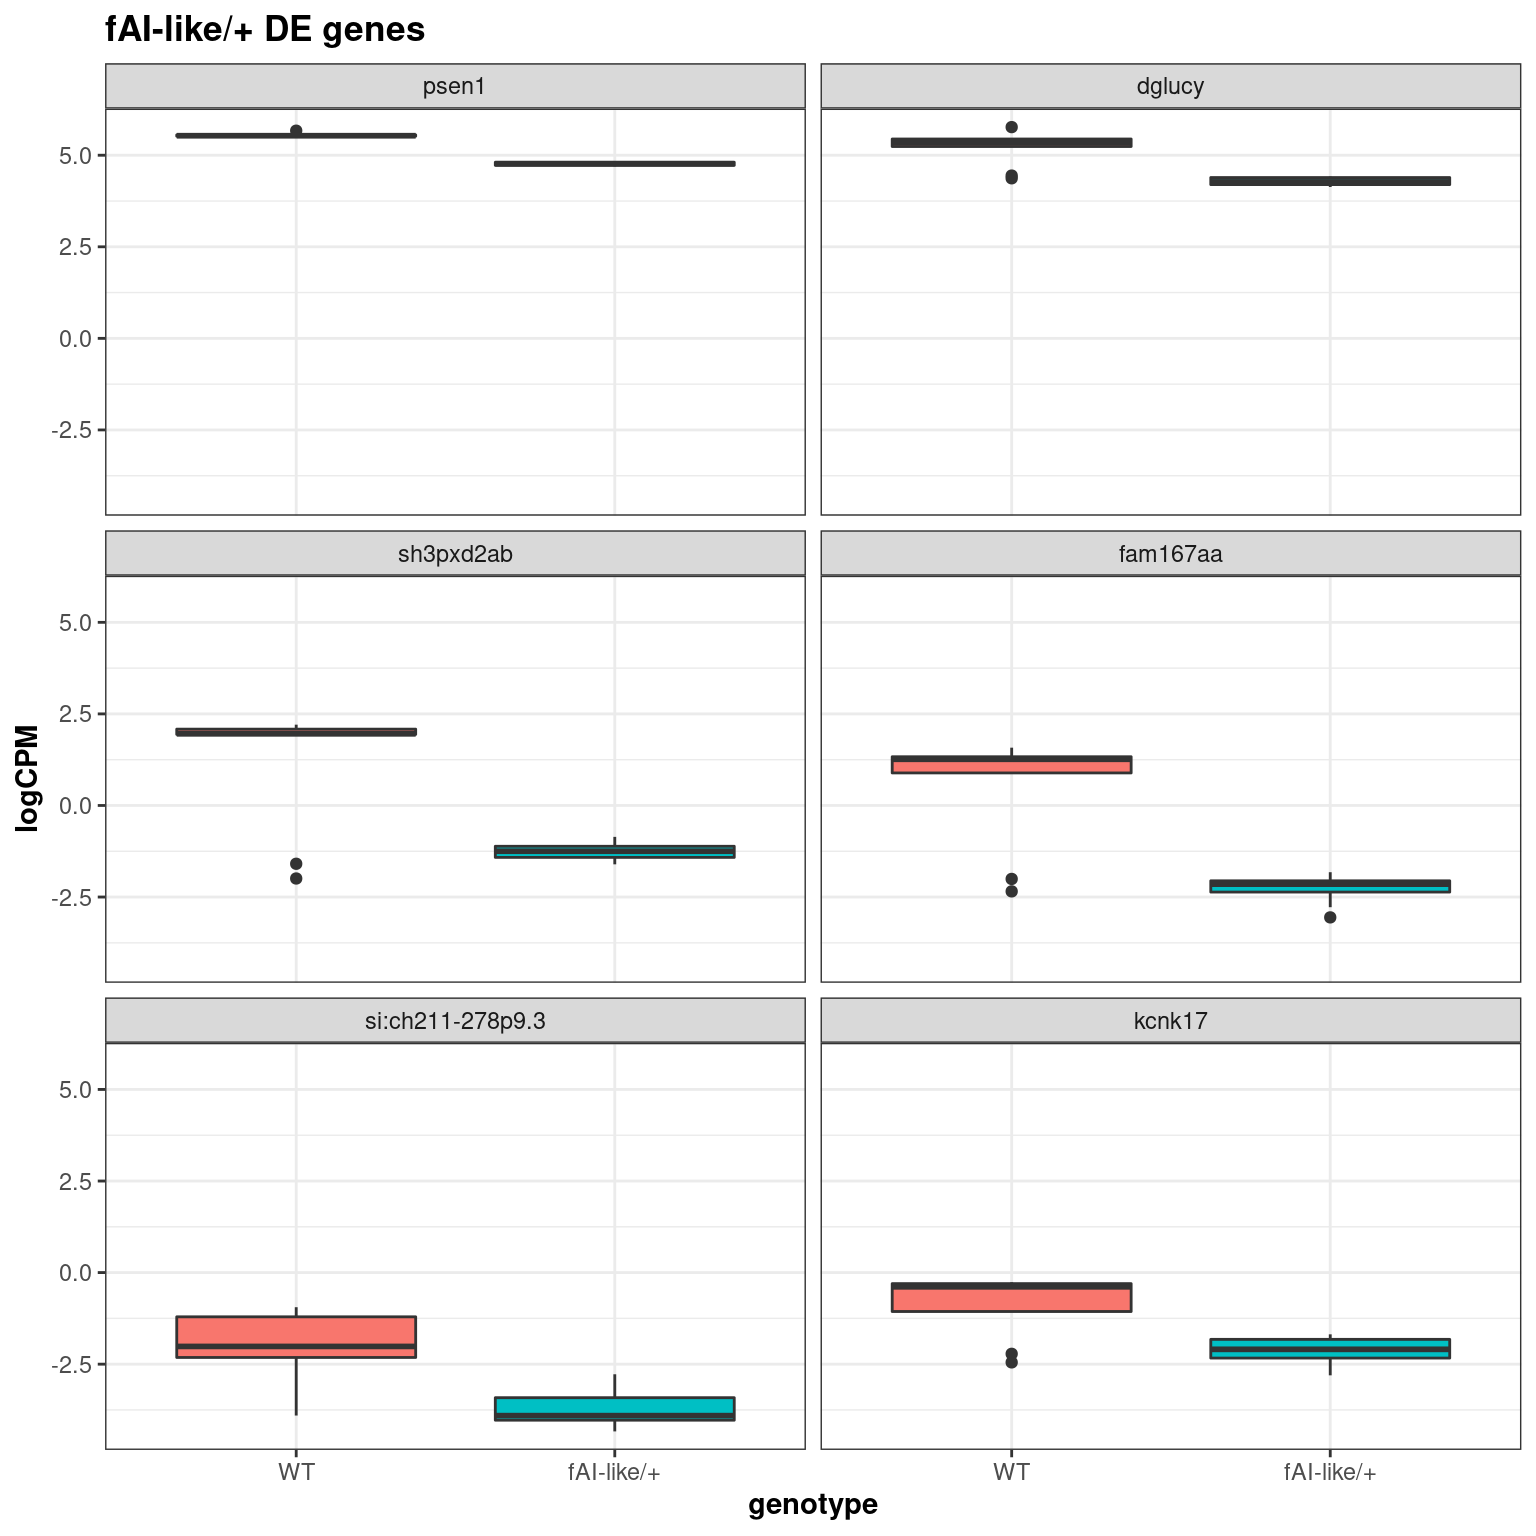 fAI-like/+ DE genes
psen1
dglucy
5.0
2.5
0.0
-2.5
sh3pxd2ab
fam167aa
5.0
2.5
0.0
-2.5
logCPM
si:ch211-278p9.3
kcnk17
5.0
2.5
0.0
-2.5
WT
fAI-like/+
WT
fAI-like/+
genotype